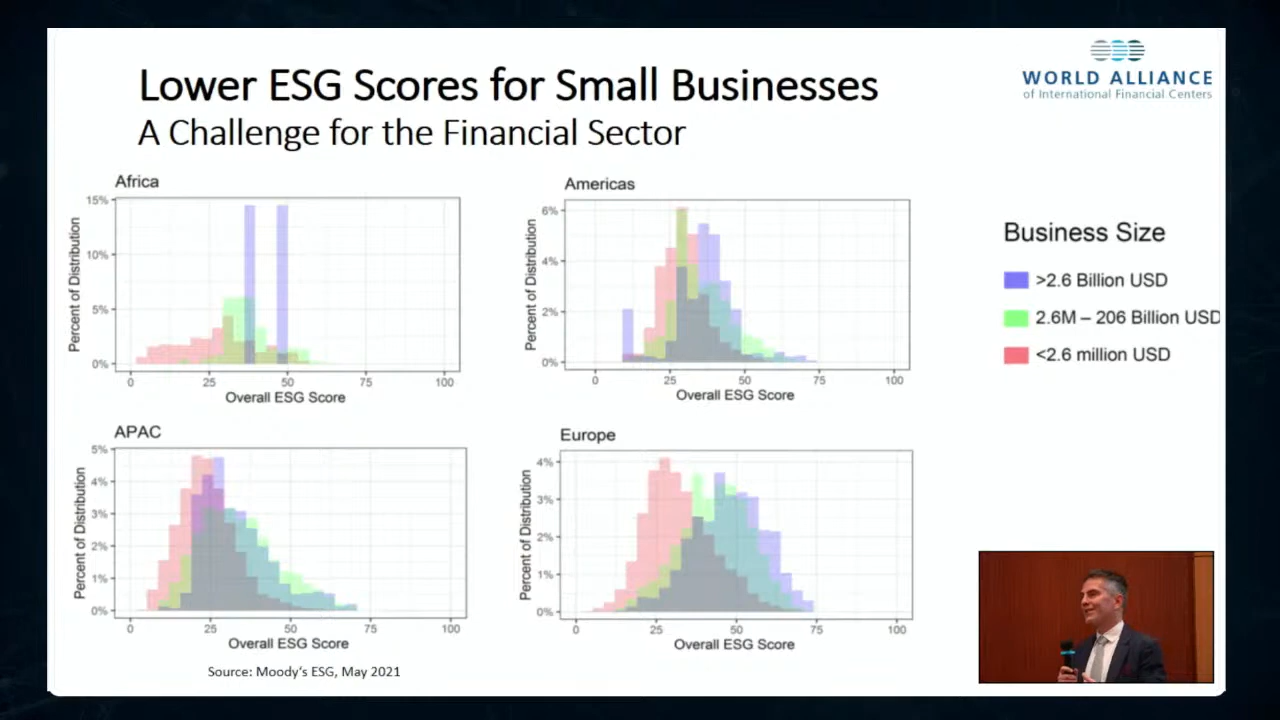 Lower ESG Scores for Small Businesses
A Challenge for the Financial Sector
WORLD ALLIANCE
of International Financial Centers
Africa
15%
10%
5%
0%
Percent of Distribution
0 25 50 75 100
Overall ESG Score
Americas
6%
4%
2%
0%
Percent of Distribution
0 25 50 75 100
Overall ESG Score
Business Size
>2.6 Billion USD
2.6M – 206 Billion USD
<2.6 million USD
APAC
5%
4%
3%
2%
1%
0%
Percent of Distribution
0 25 50 75 100
Overall ESG Score
Europe
4%
3%
2%
1%
0%
Percent of Distribution
0 25 50 75 100
Overall ESG Score
Source: Moody's ESG, May 2021